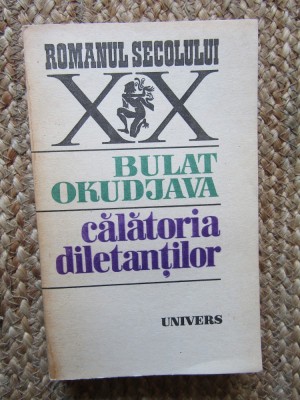 ROMANUL SECOLULUI
XX
BULAT
OKUDJAVA
călătoria
diletanților
UNIVERS